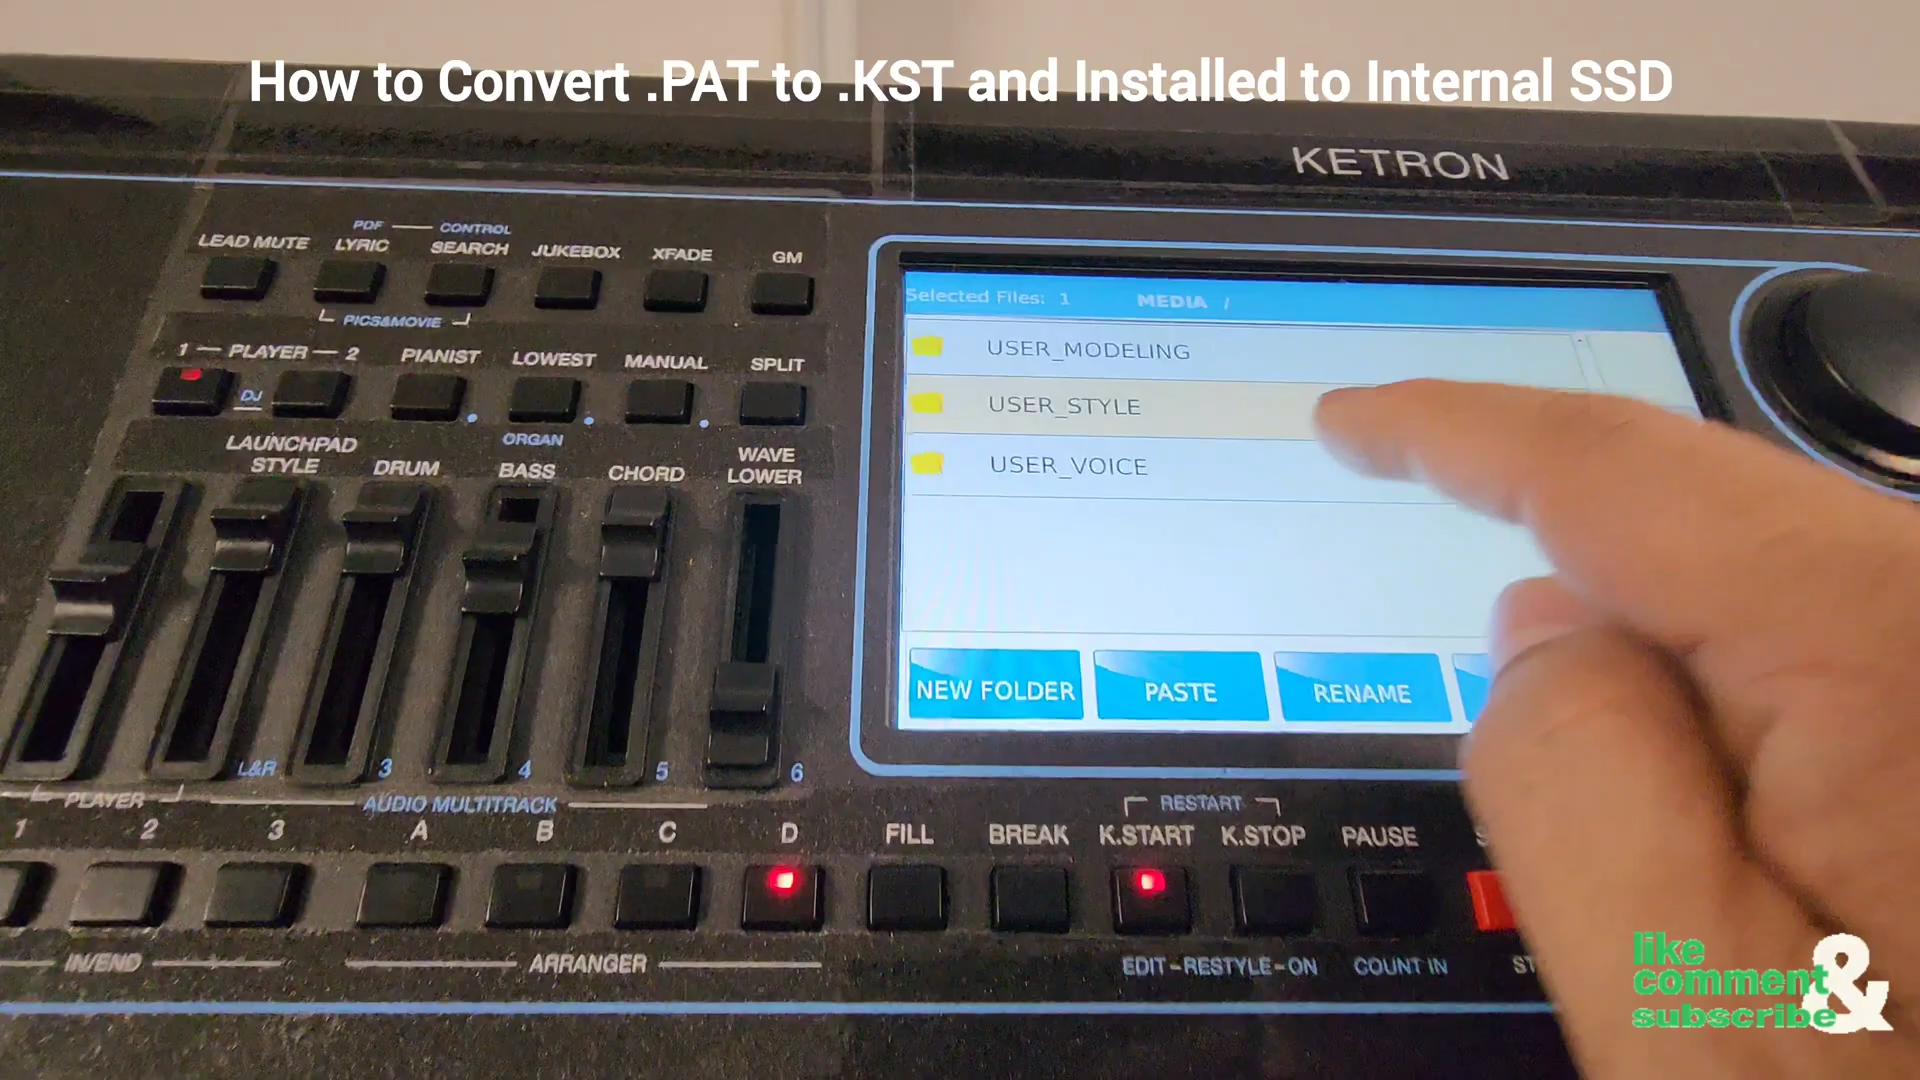 How to Convert .PAT to .KST and Installed to Internal SSD
KETRON
PDF CONTROL
LEAD MUTE LYRIC SEARCH JUKEBOX XFADE GM
PICS&MOVIE
1 PLAYER 2 PIANIST LOWEST MANUAL SPLIT
DJ
ORGAN
LAUNCHPAD
STYLE DRUM BASS CHORD WAVE LOWER
L&R 3 4 5 6
PLAYER AUDIO MULTITRACK
1 2 3 A B C D FILL BREAK K.START K.STOP PAUSE
RESTART
IN/END ARRANGER EDIT-RESTYLE-ON COUNT IN
Selected Files: 1 MEDIA /
USER_MODELING
USER_STYLE
USER_VOICE
NEW FOLDER PASTE RENAME
like
comment &
subscribe